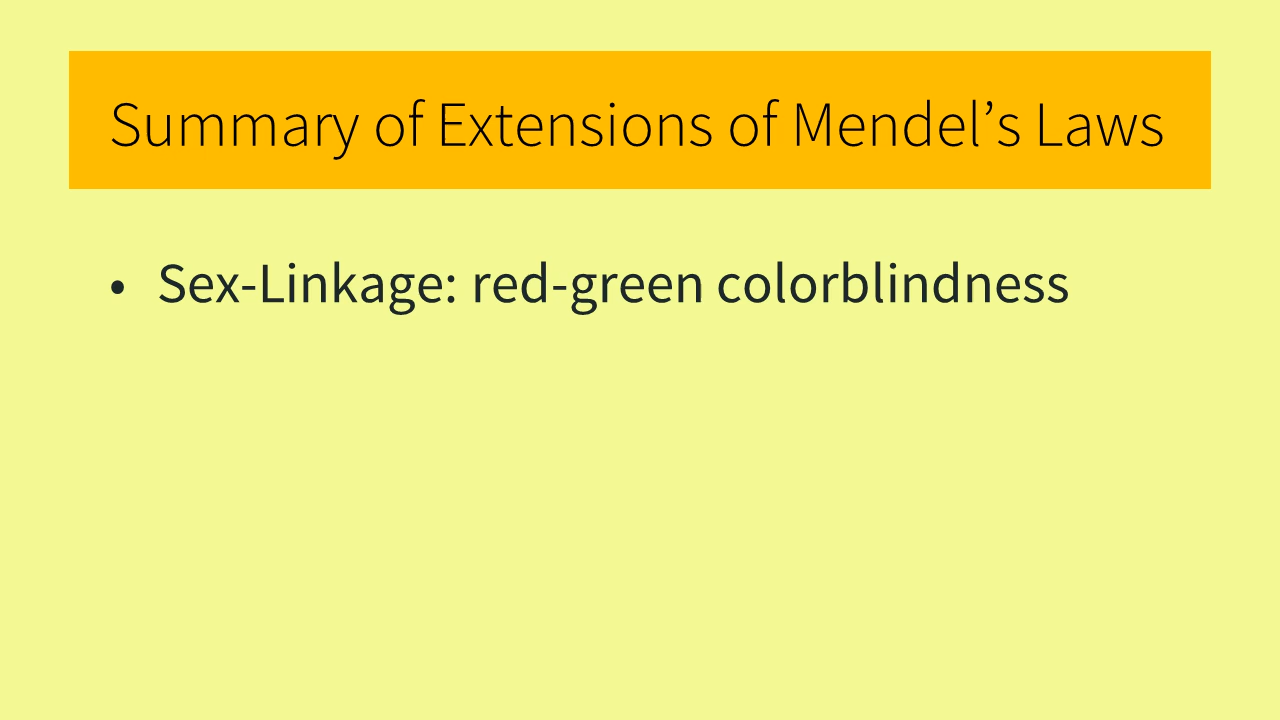 Summary of Extensions of Mendel’s Laws
• Sex-Linkage: red-green colorblindness